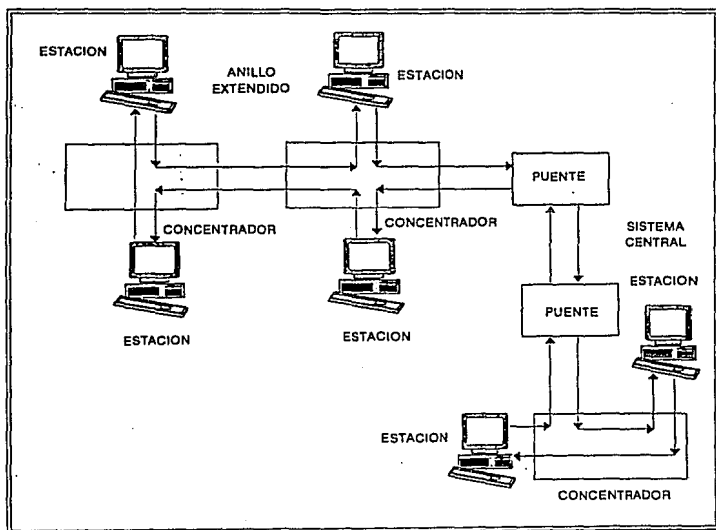 ESTACION
ANILLO
EXTENDIDO
ESTACION
PUENTE
CONCENTRADOR
CONCENTRADOR
SISTEMA
CENTRAL
ESTACION
ESTACION
ESTACION
PUENTE
ESTACION
CONCENTRADOR